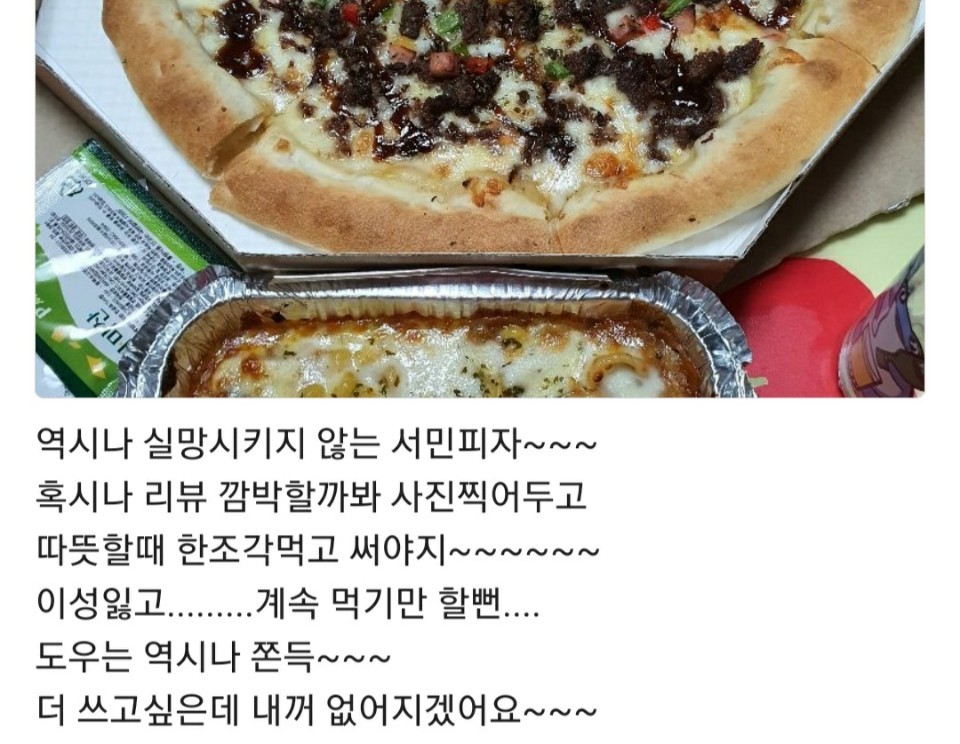 역시나 실망시키지 않는 서민피자~~~
혹시나 리뷰 깜박할까봐 사진찍어두고
따뜻할때 한조각먹고 써야지~~~~~~
이성잃고.........계속 먹기만 할뻔....
도우는 역시나 쫀득~~~
더 쓰고싶은데 내꺼 없어지겠어요~~~